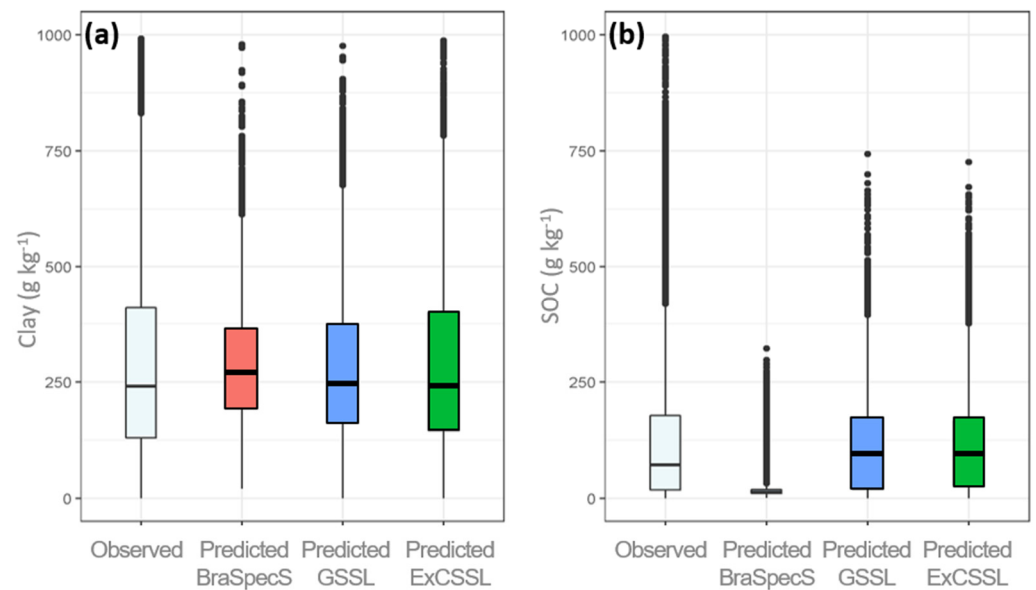 (a)
1000
750
500
250
0
Clay (g kg-1)
Observed
Predicted
BraSpecS
Predicted
GSSL
Predicted
ExCSSL
(b)
1000
750
500
250
0
SOC (g kg-1)
Observed
Predicted
BraSpecS
Predicted
GSSL
Predicted
ExCSSL